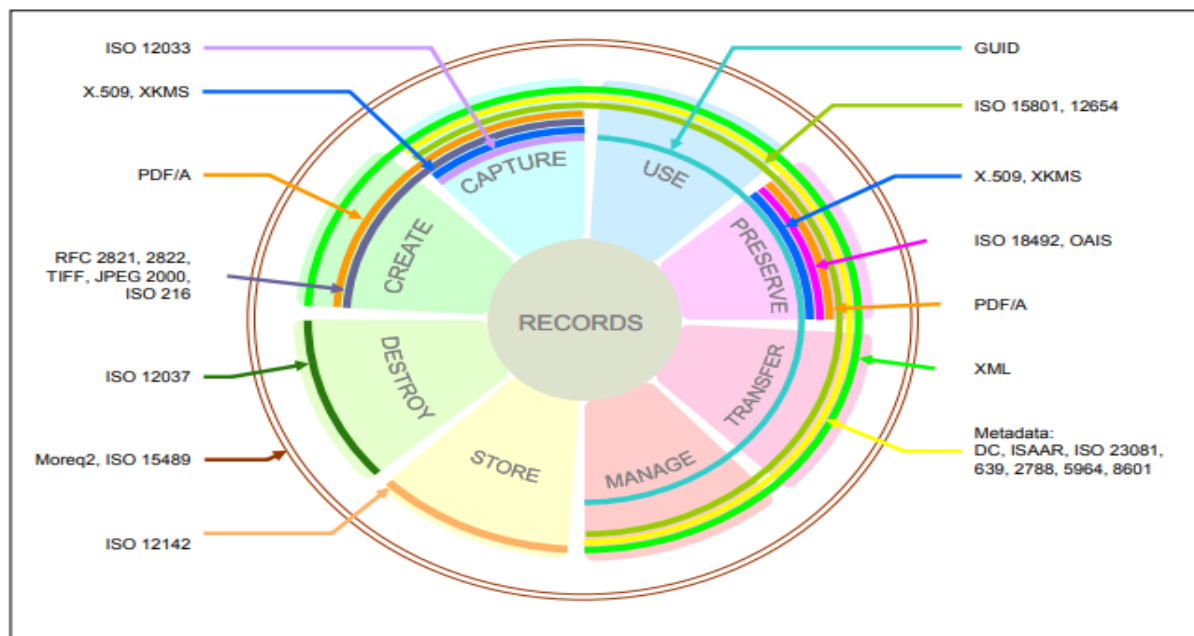 ISO 12033
X.509, XKMS
PDF/A
RFC 2821, 2822,
TIFF, JPEG 2000,
ISO 216
ISO 12037
Moreq2, ISO 15489
ISO 12142
CAPTURE
USE
CREATE
PRESERVE
RECORDS
DESTROY
TRANSFER
STORE
MANAGE
GUID
ISO 15801, 12654
X.509, XKMS
ISO 18492, OAIS
PDF/A
XML
Metadata:
DC, ISAAR, ISO 23081,
639, 2788, 5964, 8601